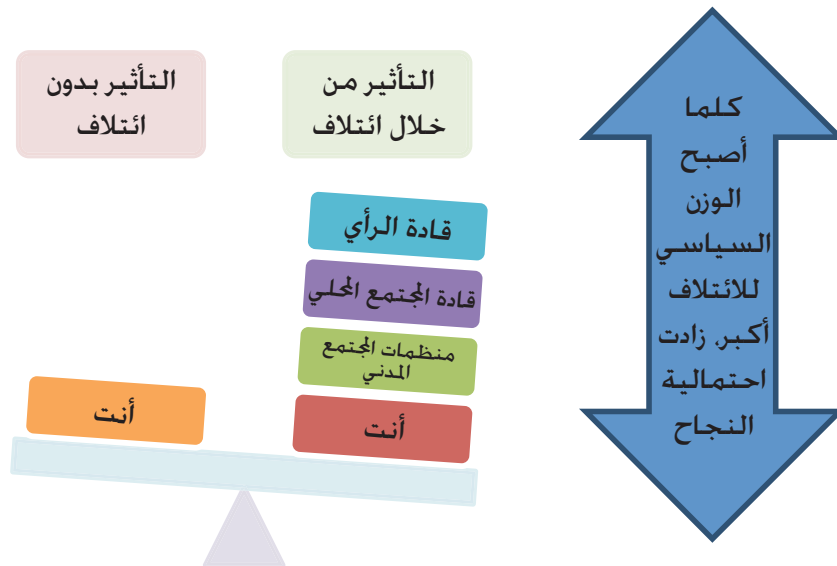 التأثير من
خلال ائتلاف
التأثير بدون
ائتلاف
قادة الرأي
قادة المجتمع المحلي
منظمات المجتمع
المدني
أنت
أنت
كلما
أصبح
الوزن
السياسي
للائتلاف
أكبر، زادت
احتمالية
النجاح